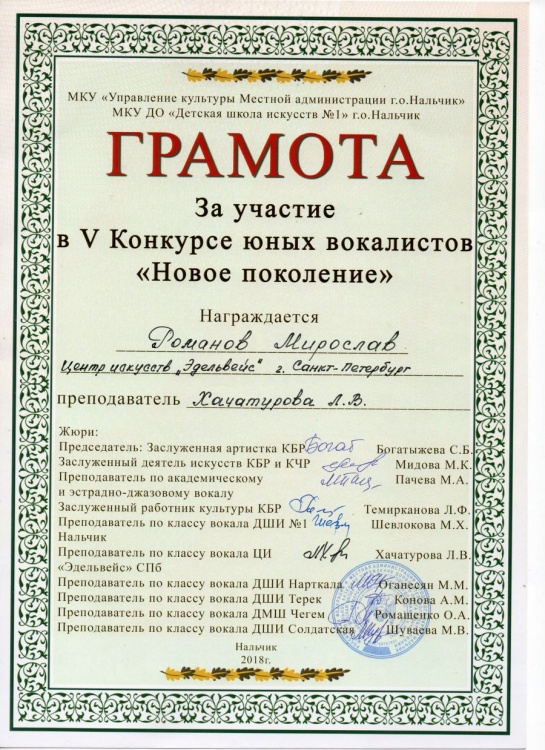 МКУ «Управление культуры Местной администрации г.о.Нальчик»
МКУ ДО «Детская школа искусств №1» г.о.Нальчик
ГРАМОТА
За участие
в V Конкурсе юных вокалистов
«Новое поколение»
Награждается
Романов Мирослав
Центр искусств „Эдельвейс" г. Санкт-Петербург
преподаватель Хачатурова Л.В.
Жюри:
Председатель: Заслуженная артистка КБР Богатыжева С.Б.
Заслуженный деятель искусств КБР и КЧР Мидова М.К.
Преподаватель по академическому Пачева М.А.
и эстрадно-джазовому вокалу
Заслуженный работник культуры КБР Темирканова Л.Ф.
Преподаватель по классу вокала ДШИ №1 Шевлокова М.Х.
Нальчик
Преподаватель по классу вокала ЦИ Хачатурова Л.В.
«Эдельвейс» СПб
Преподаватель по классу вокала ДШИ Нарткала Оганесян М.М.
Преподаватель по классу вокала ДШИ Терек Конова А.М.
Преподаватель по классу вокала ДМШ Чегем Ромащенко О.А.
Преподаватель по классу вокала ДШИ Солдатская Шуваева М.В.
Нальчик
2018г.